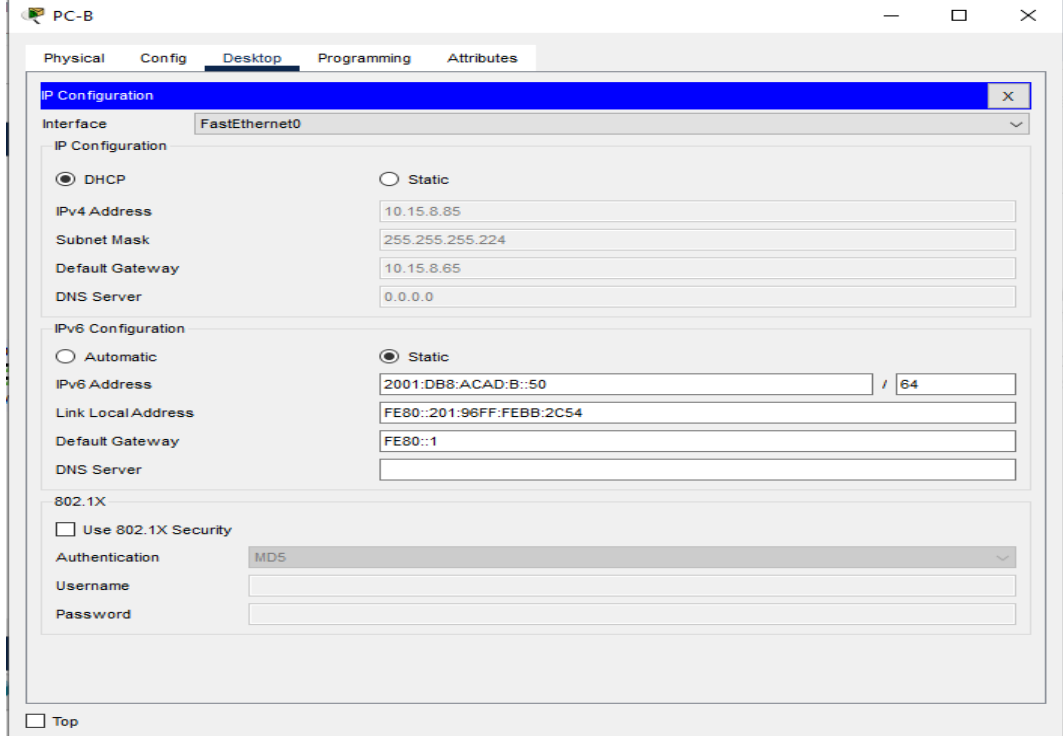 PC-B
Physical Config Desktop Programming Attributes
IP Configuration X
Interface FastEthernet0
IP Configuration
DHCP Static
IPv4 Address 10.15.8.85
Subnet Mask 255.255.255.224
Default Gateway 10.15.8.65
DNS Server 0.0.0.0
IPv6 Configuration
Automatic Static
IPv6 Address 2001:DB8:ACAD:B::50 / 64
Link Local Address FE80::201:96FF:FEBB:2C54
Default Gateway FE80::1
DNS Server
802.1X
Use 802.1X Security
Authentication MD5
Username
Password
Top